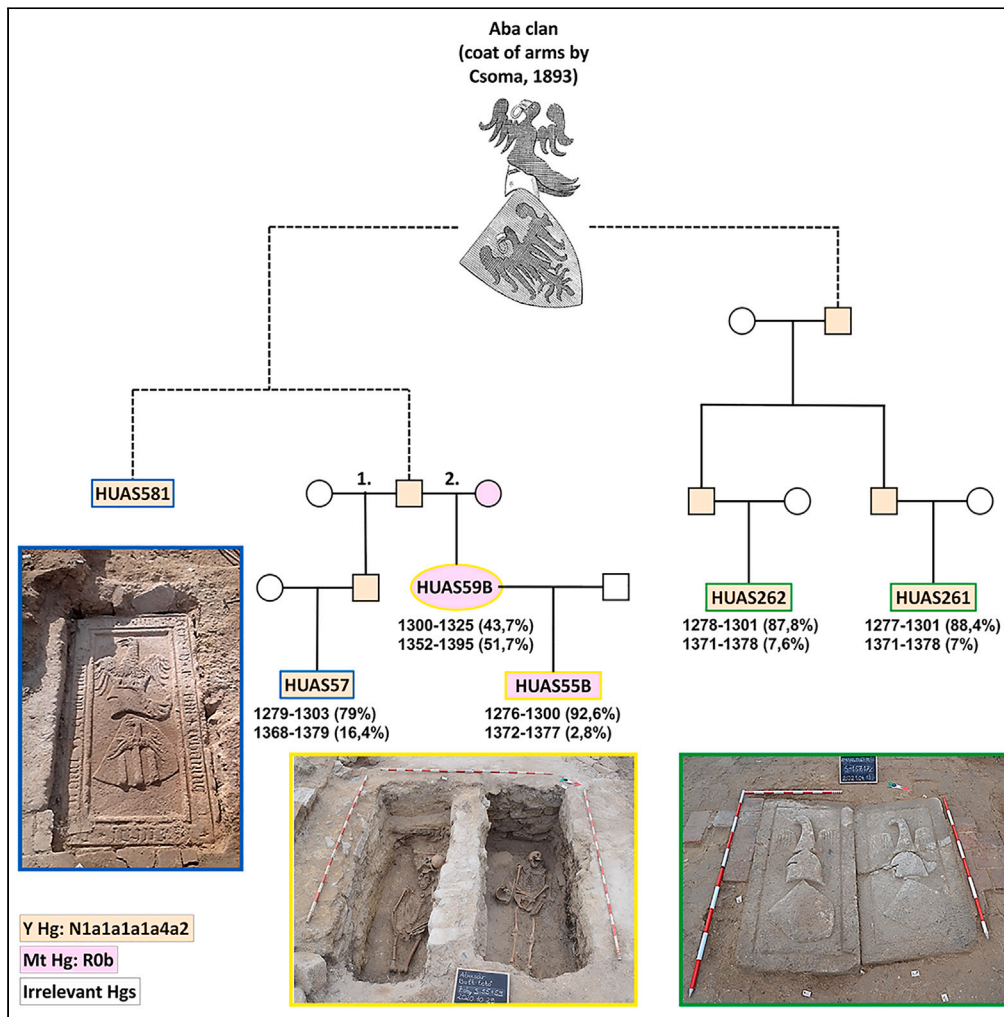 Aba clan
(coat of arms by
Csoma, 1893)
1.
2.
HUAS581
HUAS59B
1300-1325 (43,7%)
1352-1395 (51,7%)
HUAS262
1278-1301 (87,8%)
1371-1378 (7,6%)
HUAS261
1277-1301 (88,4%)
1371-1378 (7%)
HUAS57
1279-1303 (79%)
1368-1379 (16,4%)
HUAS55B
1276-1300 (92,6%)
1372-1377 (2,8%)
Y Hg: N1a1a1a1a4a2
Mt Hg: R0b
Irrelevant Hgs